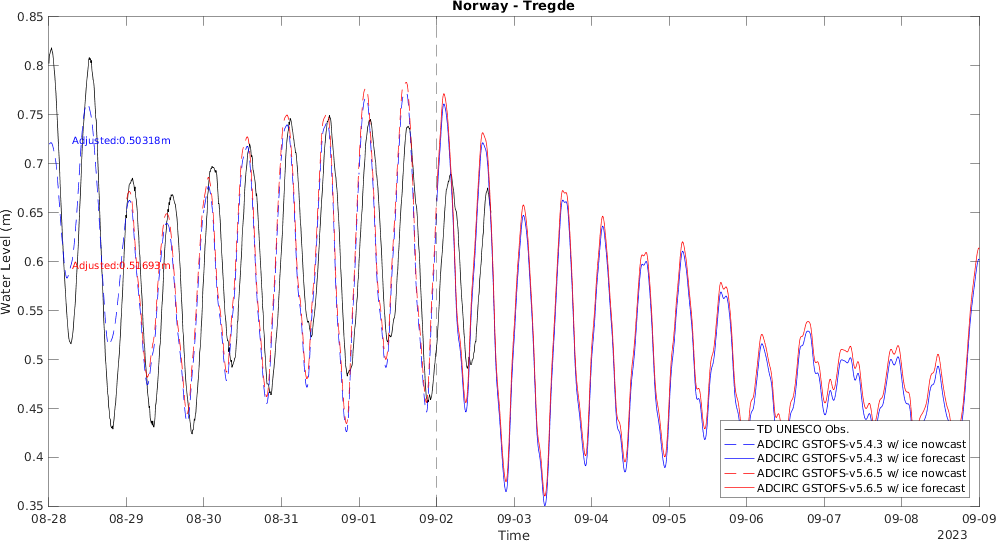 Norway - Tregde
0.85
0.8
0.75
0.7
0.65
0.6
0.55
0.5
0.45
0.4
0.35
Water Level (m)
Adjusted:0.50318m
Adjusted:0.51693m
TD UNESCO Obs.
ADCIRC GSTOFS-v5.4.3 w/ ice nowcast
ADCIRC GSTOFS-v5.4.3 w/ ice forecast
ADCIRC GSTOFS-v5.6.5 w/ ice nowcast
ADCIRC GSTOFS-v5.6.5 w/ ice forecast
08-28 08-29 08-30 08-31 09-01 09-02 09-03 09-04 09-05 09-06 09-07 09-08 09-09
Time
2023